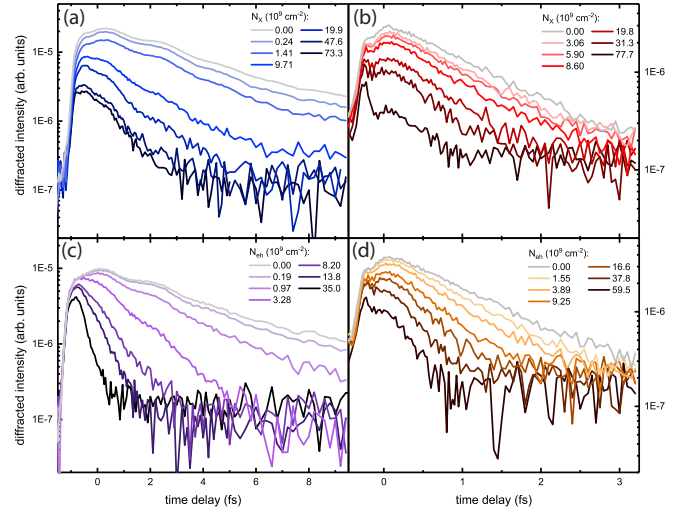 (a)
N_X (10^9 cm^-2):
0.00 19.9
0.24 47.6
1.41 73.3
9.71
(b)
N_X (10^9 cm^-2):
0.00 19.8
3.06 31.3
5.90 77.7
8.60
diffracted intensity (arb. units)
1E-5
1E-6
1E-7
1E-6
1E-7
(c)
N_eh (10^9 cm^-2):
0.00 8.20
0.19 13.8
0.97 35.0
3.28
(d)
N_eh (10^9 cm^-2):
0.00 16.6
1.55 37.8
3.89 59.5
9.25
diffracted intensity (arb. units)
1E-5
1E-6
1E-7
1E-6
1E-7
0 2 4 6 8
0 1 2 3
time delay (fs)
time delay (fs)